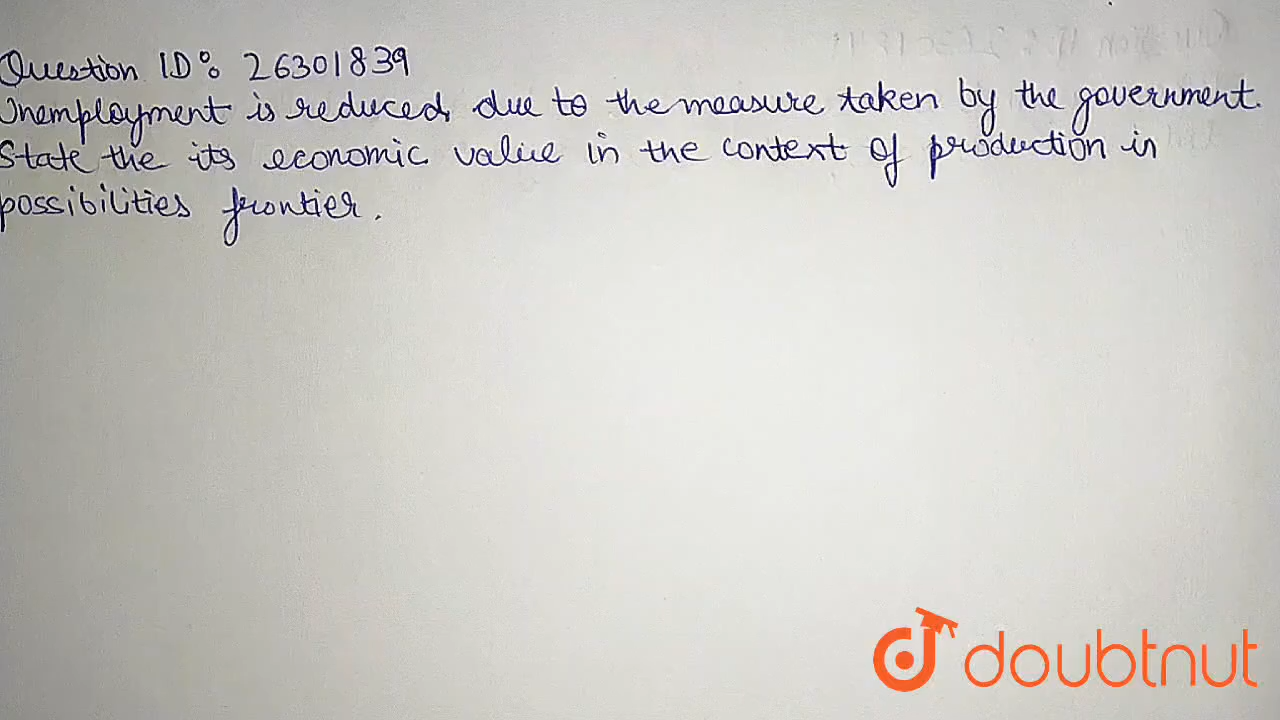 Question ID: 26301839
Unemployment is reduced due to the measure taken by the government.
State the its economic value in the context of production in
possibilities frontier.
doubtnut